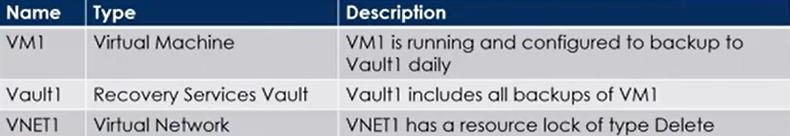 Name Type Description
VM1 Virtual Machine VM1 is running and configured to backup to
Vault1 daily
Vault1 Recovery Services Vault Vault1 includes all backups of VM1
VNET1 Virtual Network VNET1 has a resource lock of type Delete